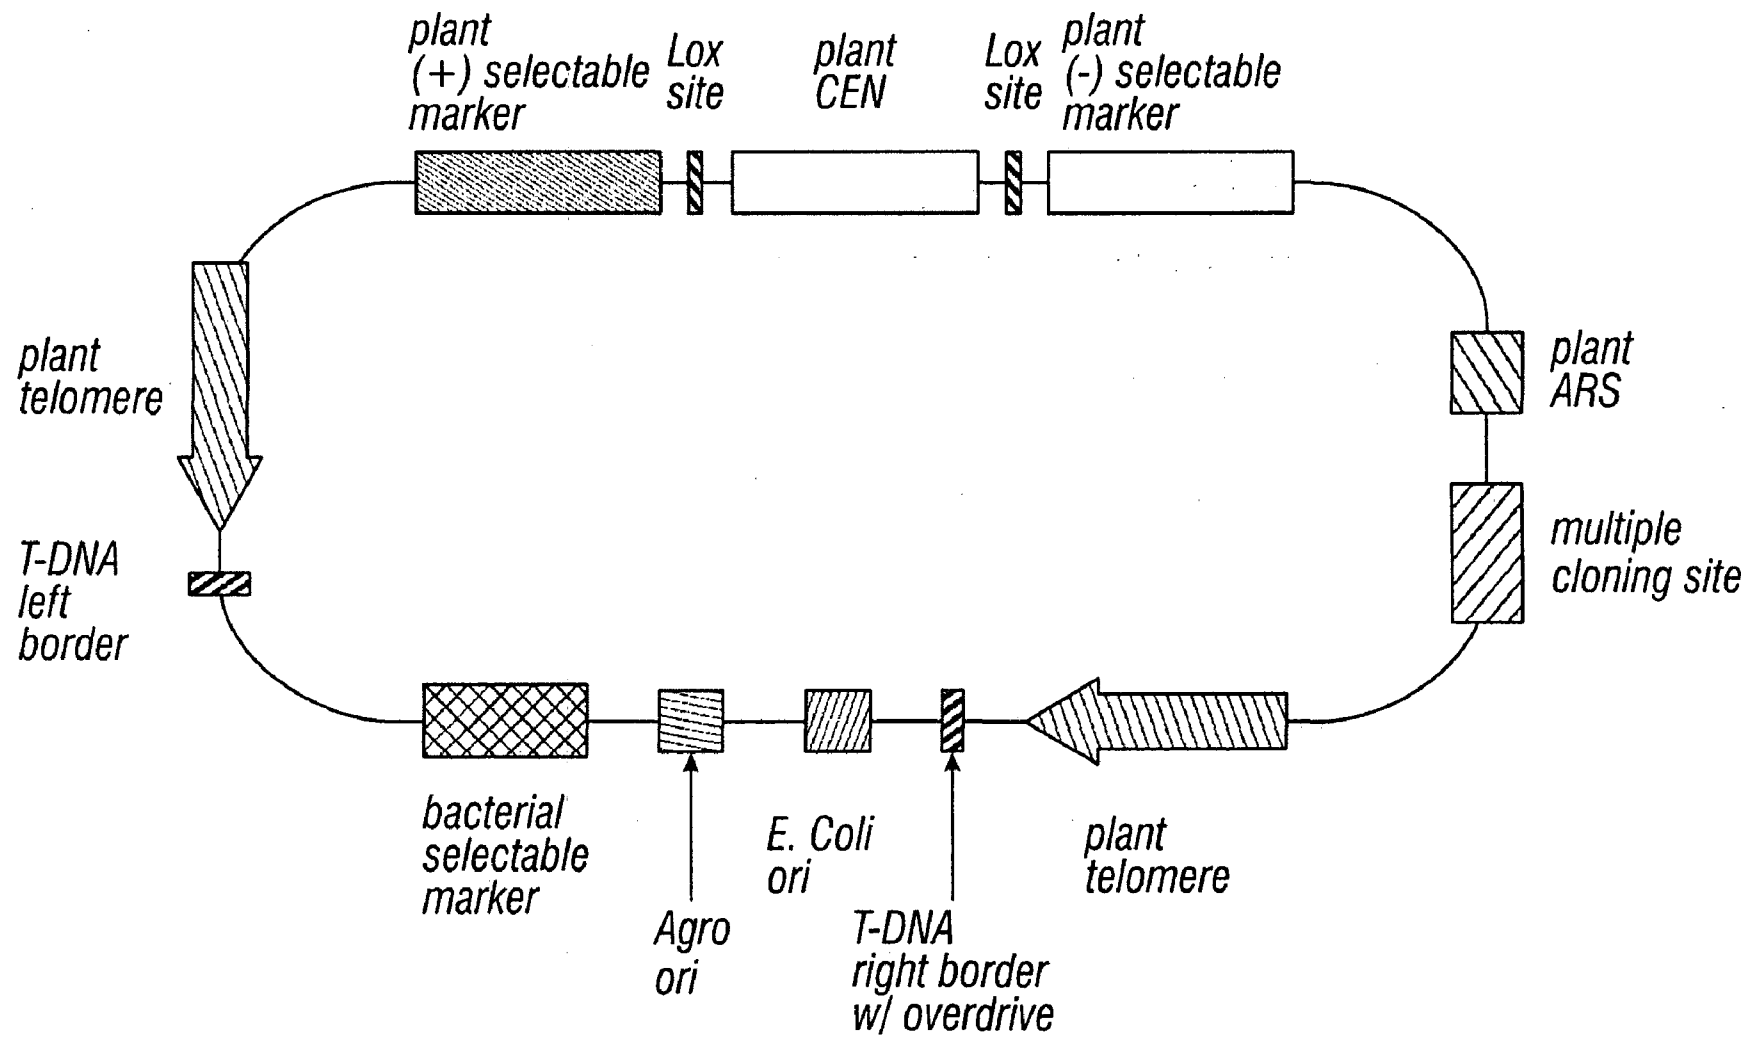 plant
(+) selectable
marker
Lox
site
plant
CEN
Lox
site
plant
(-) selectable
marker
plant
telomere
plant
ARS
T-DNA
left
border
multiple
cloning site
bacterial
selectable
marker
E. Coli
ori
plant
telomere
Agro
ori
T-DNA
right border
w/ overdrive